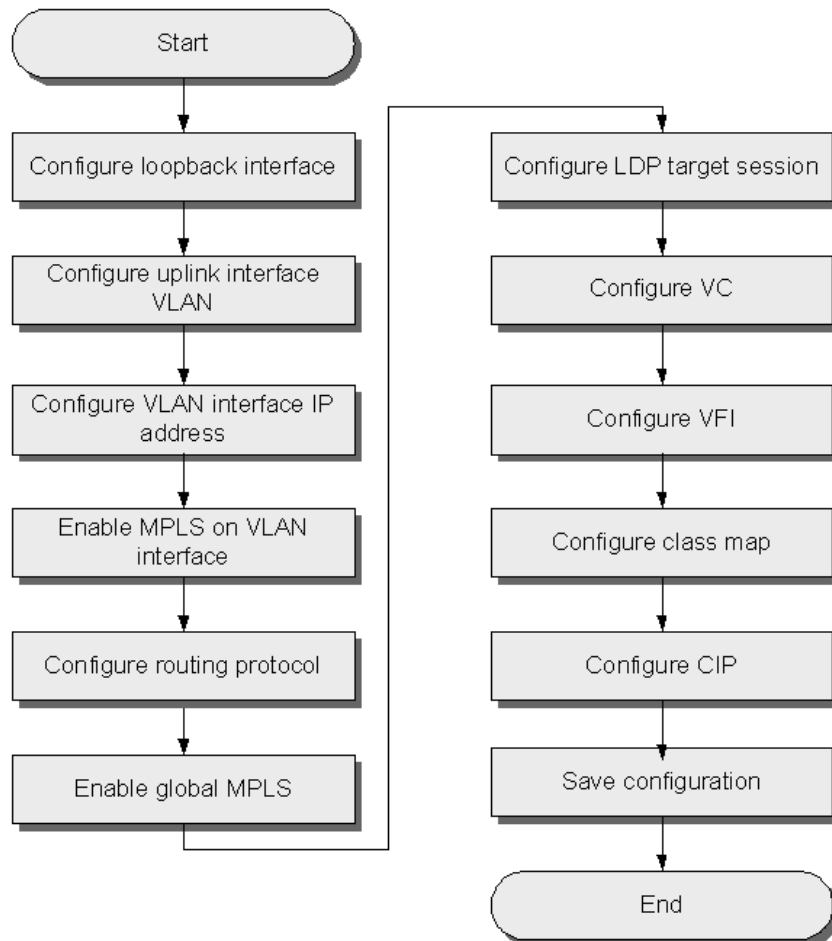 Start
Configure loopback interface
Configure uplink interface
VLAN
Configure VLAN interface IP
address
Enable MPLS on VLAN
interface
Configure routing protocol
Enable global MPLS
Configure LDP target session
Configure VC
Configure VFI
Configure class map
Configure CIP
Save configuration
End